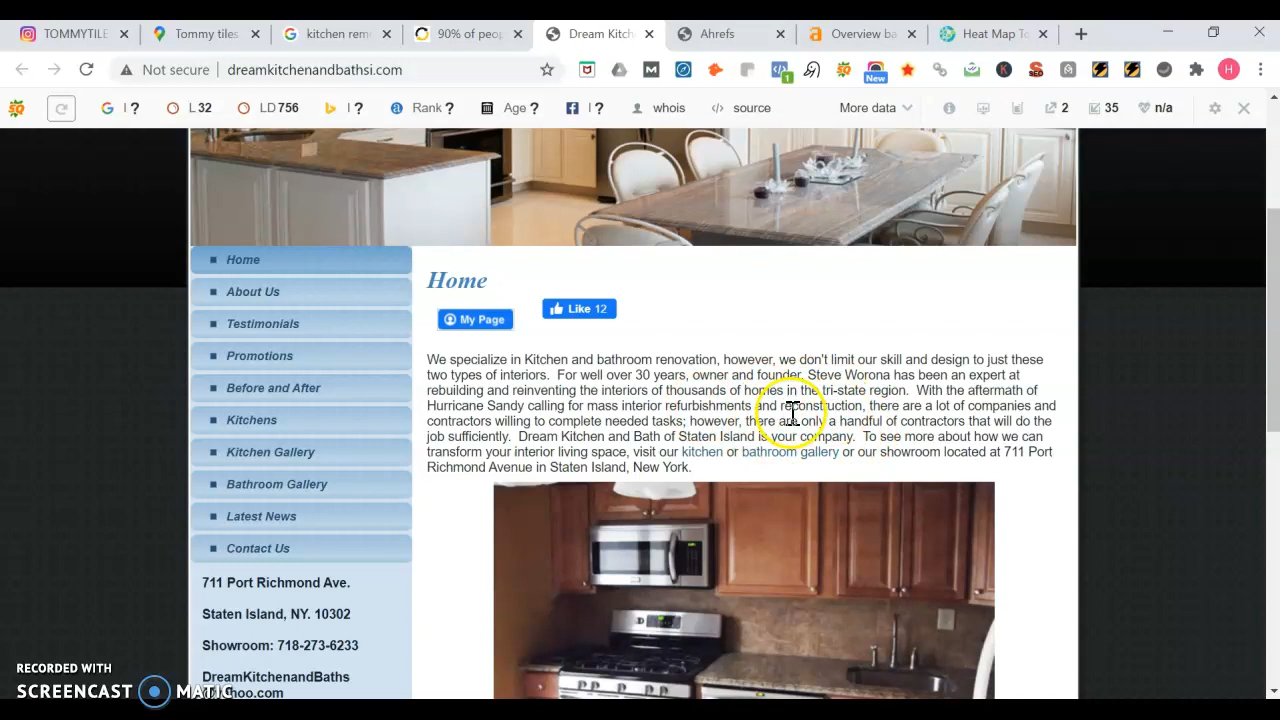 TOMMYTILE
Tommy tiles
kitchen rem
90% of peop
Dream Kitch
Ahrefs
Overview ba
Heat Map To
Not secure
dreamkitchenandbathsi.com
1
New
SEO
K
H
G I ?
L 32
LD 756
I ?
a Rank ?
Age ?
I ?
whois
source
More data
2
35
n/a
Home
About Us
Testimonials
Promotions
Before and After
Kitchens
Kitchen Gallery
Bathroom Gallery
Latest News
Contact Us
711 Port Richmond Ave.
Staten Island, NY. 10302
Showroom: 718-273-6233
DreamKitchenandBaths
hoo.com
Home
My Page
Like 12
We specialize in Kitchen and bathroom renovation, however, we don't limit our skill and design to just these
two types of interiors. For well over 30 years, owner and founder, Steve Worona has been an expert at
rebuilding and reinventing the interiors of thousands of homes in the tri-state region. With the aftermath of
Hurricane Sandy calling for mass interior refurbishments and reconstruction, there are a lot of companies and
contractors willing to complete needed tasks; however, there are only a handful of contractors that will do the
job sufficiently. Dream Kitchen and Bath of Staten Island is your company. To see more about how we can
transform your interior living space, visit our kitchen or bathroom gallery or our showroom located at 711 Port
Richmond Avenue in Staten Island, New York.
RECORDED WITH
SCREENCAST MATIC